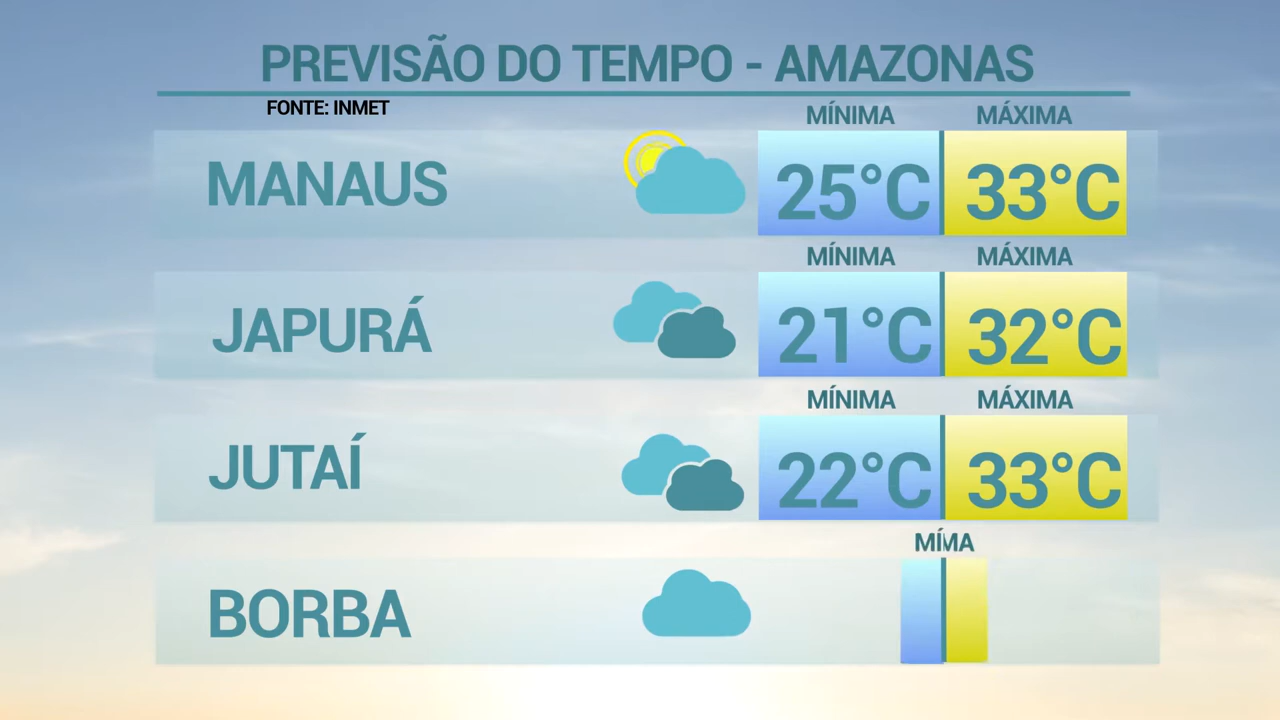 PREVISÃO DO TEMPO - AMAZONAS
FONTE: INMET
MÍNIMA MÁXIMA
MANAUS 25°C 33°C
MÍNIMA MÁXIMA
JAPURÁ 21°C 32°C
MÍNIMA MÁXIMA
JUTAÍ 22°C 33°C
BORBA